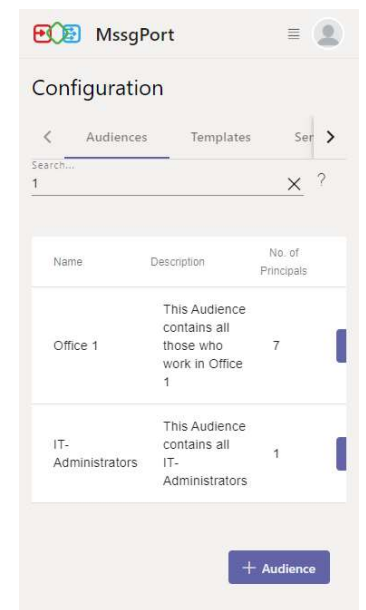 MssgPort
Configuration
Audiences Templates Ser
Search...
1
?
Name Description No. of
Principals
Office 1 This Audience
contains all
those who
work in Office
1 7
IT-
Administrators This Audience
contains all
IT-
Administrators 1
+ Audience